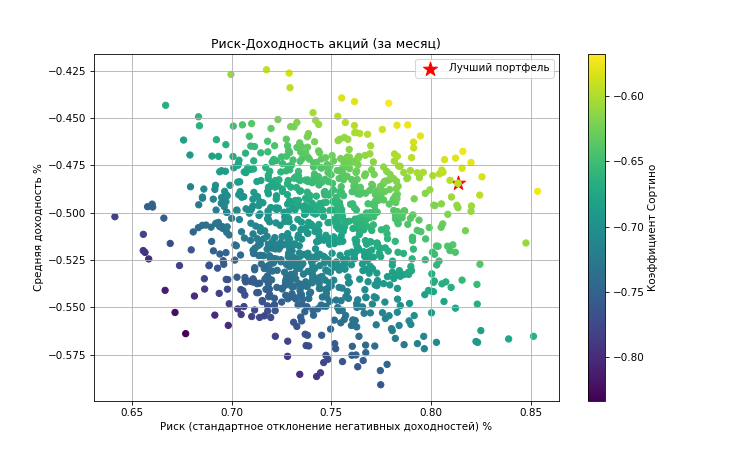 Риск-Доходность акций (за месяц)
Лучший портфель
Средняя доходность %
−0.425
−0.450
−0.475
−0.500
−0.525
−0.550
−0.575
0.65 0.70 0.75 0.80 0.85
Риск (стандартное отклонение негативных доходностей) %
−0.60
−0.65
−0.70
−0.75
−0.80
Коэффициент Сортино